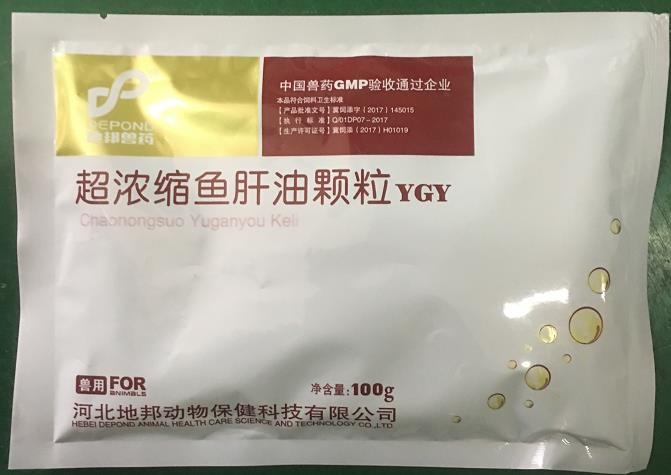 DEPOND
地邦兽药
中国兽药GMP验收通过企业
本品符合饲料卫生标准
【产品批准文号】冀饲添字(2017)145015
【执 行 标 准】Q/01DP07-2017
【生产许可证号】冀饲添(2017)H01019
超浓缩鱼肝油颗粒YGY
Chaonongsuo Yuganyou Keli
兽用 FOR ANIMALS
净含量:100g
河北地邦动物保健科技有限公司
HEBEI DEPOND ANIMAL HEALTH CARE SCIENCE AND TECHNOLOGY CO.,LTD